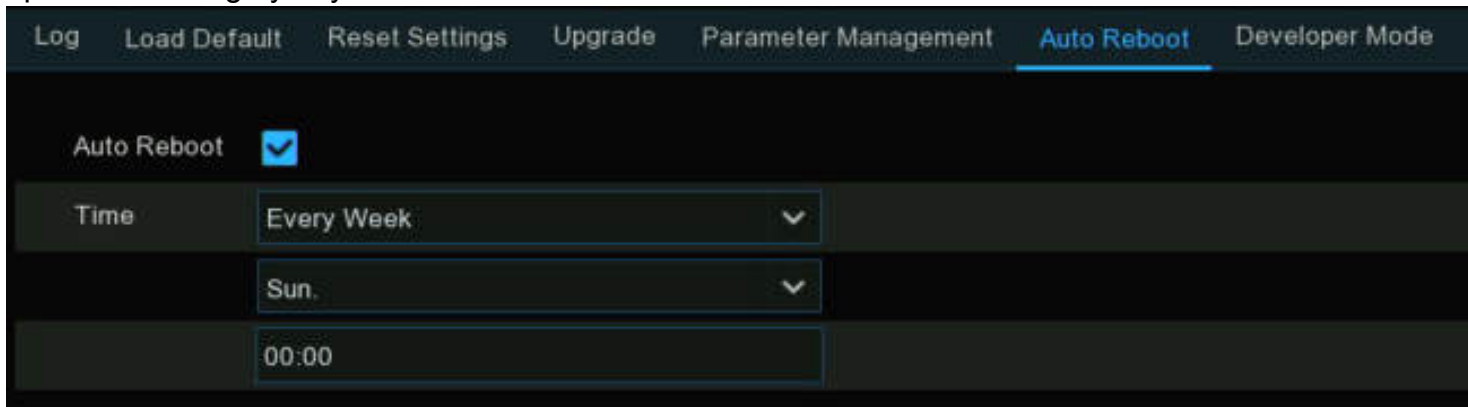 Log Load Default Reset Settings Upgrade Parameter Management Auto Reboot Developer Mode
Auto Reboot
Time Every Week
Sun.
00:00